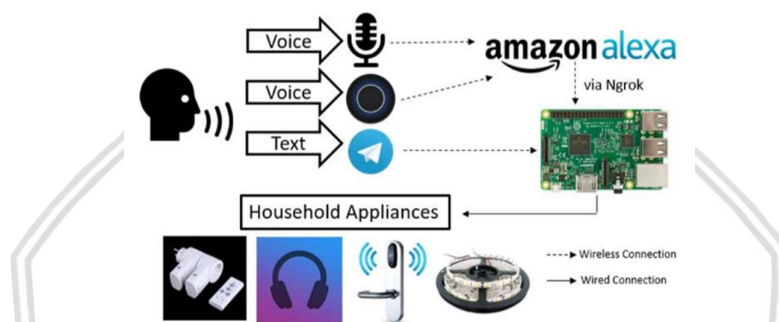 Voice
amazon alexa
Voice
via Ngrok
Text
Household Appliances
Wireless Connection
Wired Connection